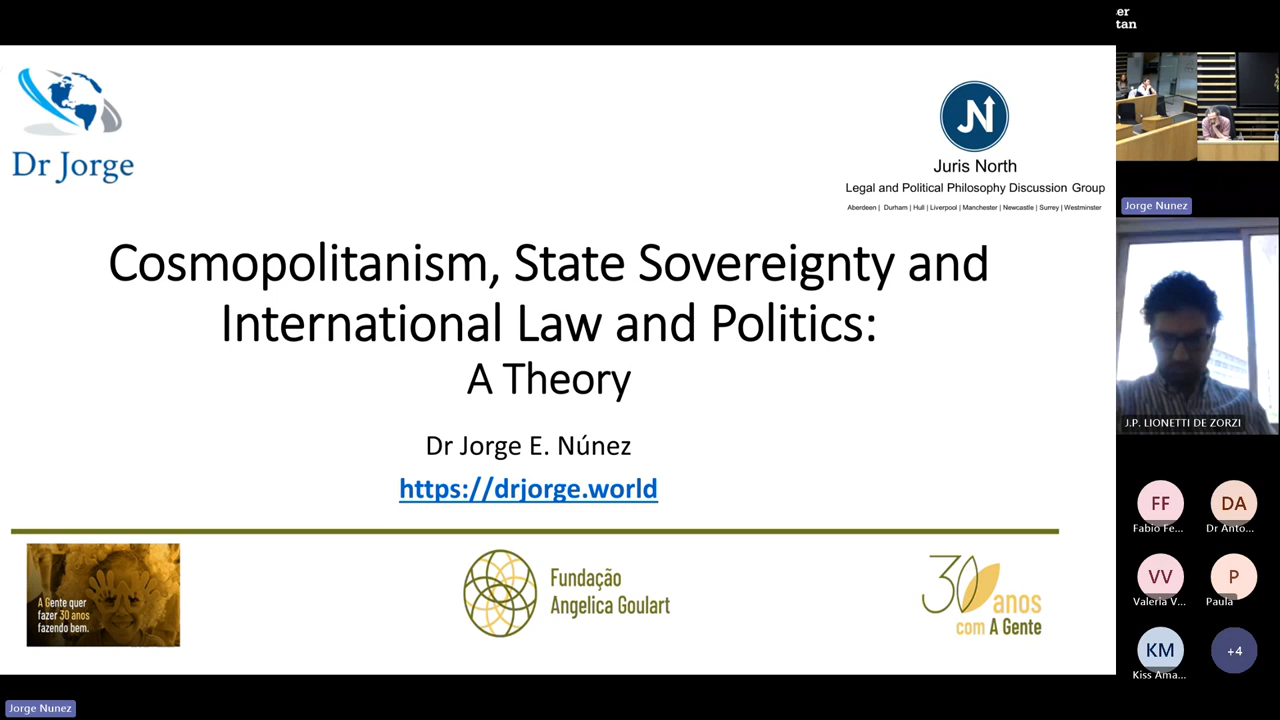 er
tan
Dr Jorge
JN
Juris North
Legal and Political Philosophy Discussion Group
Aberdeen | Durham | Hull | Liverpool | Manchester | Newcastle | Surrey | Westminster
Cosmopolitanism, State Sovereignty and
International Law and Politics:
A Theory
Dr Jorge E. Núnez
https://drjorge.world
A Gente quer
fazer 30 anos
fazendo bem.
Fundação
Angelica Goulart
30 anos
com A Gente
Jorge Nunez
Jorge Nunez
J.P. LIONETTI DE ZORZI
FF
Fabio Fe...
DA
Dr Anto...
VV
Valeria V...
P
Paula
KM
Kiss Ama...
+4